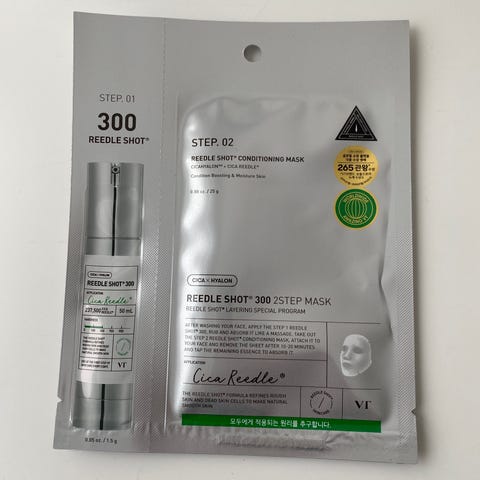 STEP. 01
300
REEDLE SHOT®
CICA × HYALON
REEDLE SHOT® 300
APPLICATION
Cica Reedle®
50 mL
VT
0.05 oz. / 1.5 g
STEP. 02
REEDLE SHOT® CONDITIONING MASK
CICAHYALON™ + CICA REEDLE®
Condition Boosting & Moisture Skin
0.88 oz. / 25 g
265 관왕
CICA × HYALON
REEDLE SHOT® 300 2STEP MASK
REEDLE SHOT® LAYERING SPECIAL PROGRAM
AFTER WASHING YOUR FACE, APPLY THE STEP 1 REEDLE
SHOT® 300, RUB AND ABSORB IT LIKE A MASSAGE. TAKE OUT
THE STEP 2 REEDLE SHOT® CONDITIONING MASK, ATTACH IT TO
YOUR FACE AND REMOVE THE SHEET AFTER 10-20 MINUTES
AND TAP THE REMAINING ESSENCE TO ABSORB IT.
APPLICATION
Cica Reedle®
THE REEDLE SHOT® FORMULA REFINES ROUGH
SKIN AND DEAD SKIN CELLS TO MAKE NATURAL
SMOOTH SKIN
VT
모두에게 적용되는 원리를 추구합니다.